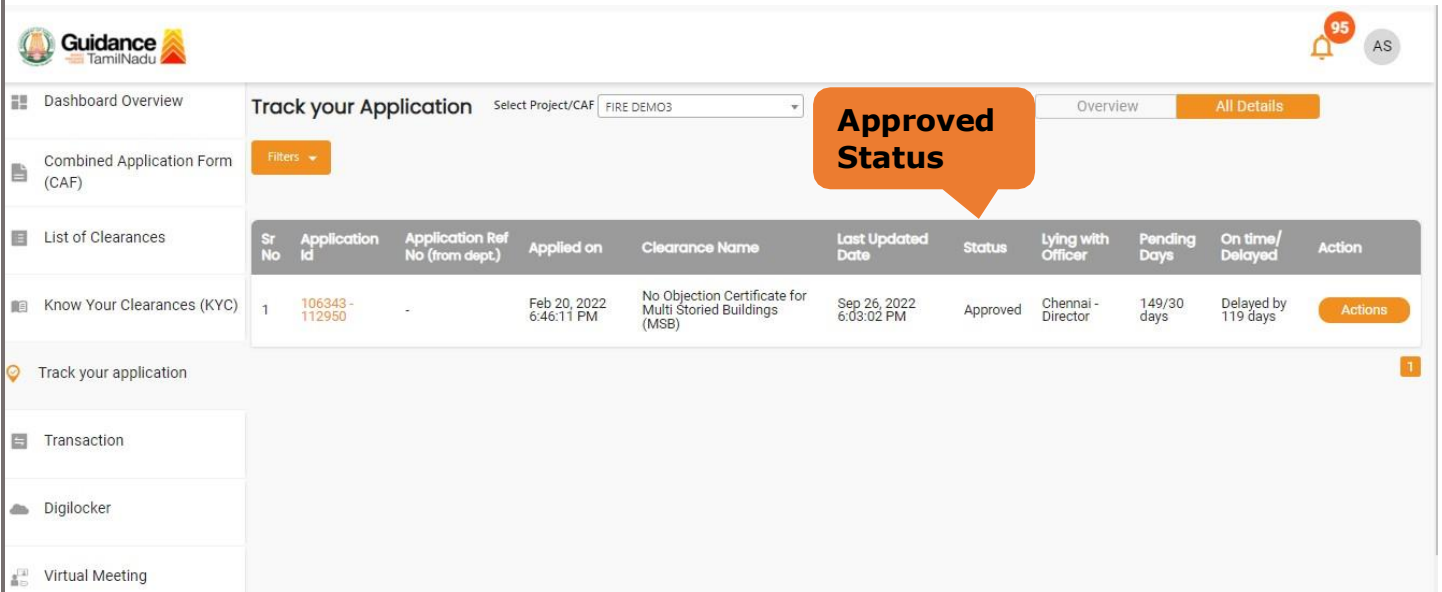 Guidance
TamilNadu
95
AS
Dashboard Overview
Combined Application Form
(CAF)
List of Clearances
Know Your Clearances (KYC)
Track your application
Transaction
Digilocker
Virtual Meeting
Track your Application
Select Project/CAF
FIRE DEMO3
Overview
All Details
Approved
Status
Filters
Sr
No
Application
Id
Application Ref
No (from dept.)
Applied on
Clearance Name
Last Updated
Date
Status
Lying with
Officer
Pending
Days
On time/
Delayed
Action
1
106343 -
112950
-
Feb 20, 2022
6:46:11 PM
No Objection Certificate for
Multi Storied Buildings
(MSB)
Sep 26, 2022
6:03:02 PM
Approved
Chennai -
Director
149/30
days
Delayed by
119 days
Actions
1